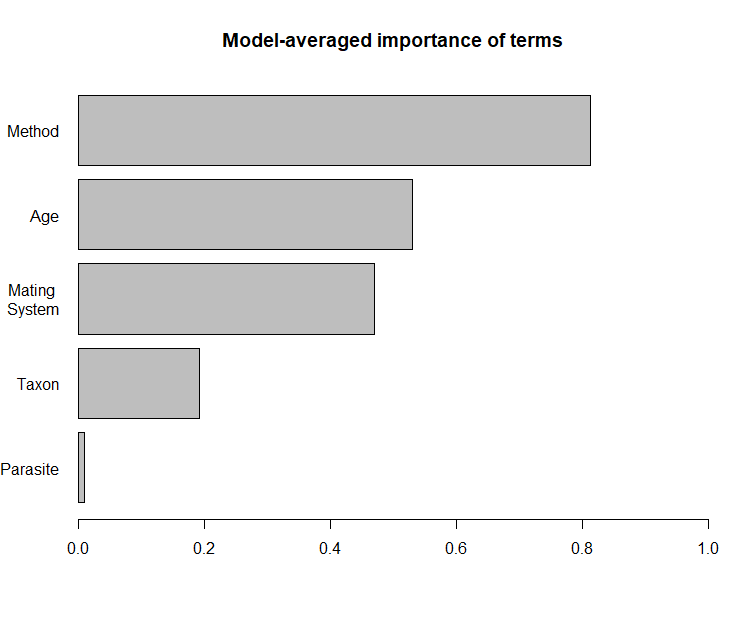 Model-averaged importance of terms
Method
Age
Mating
System
Taxon
Parasite
0.0 0.2 0.4 0.6 0.8 1.0